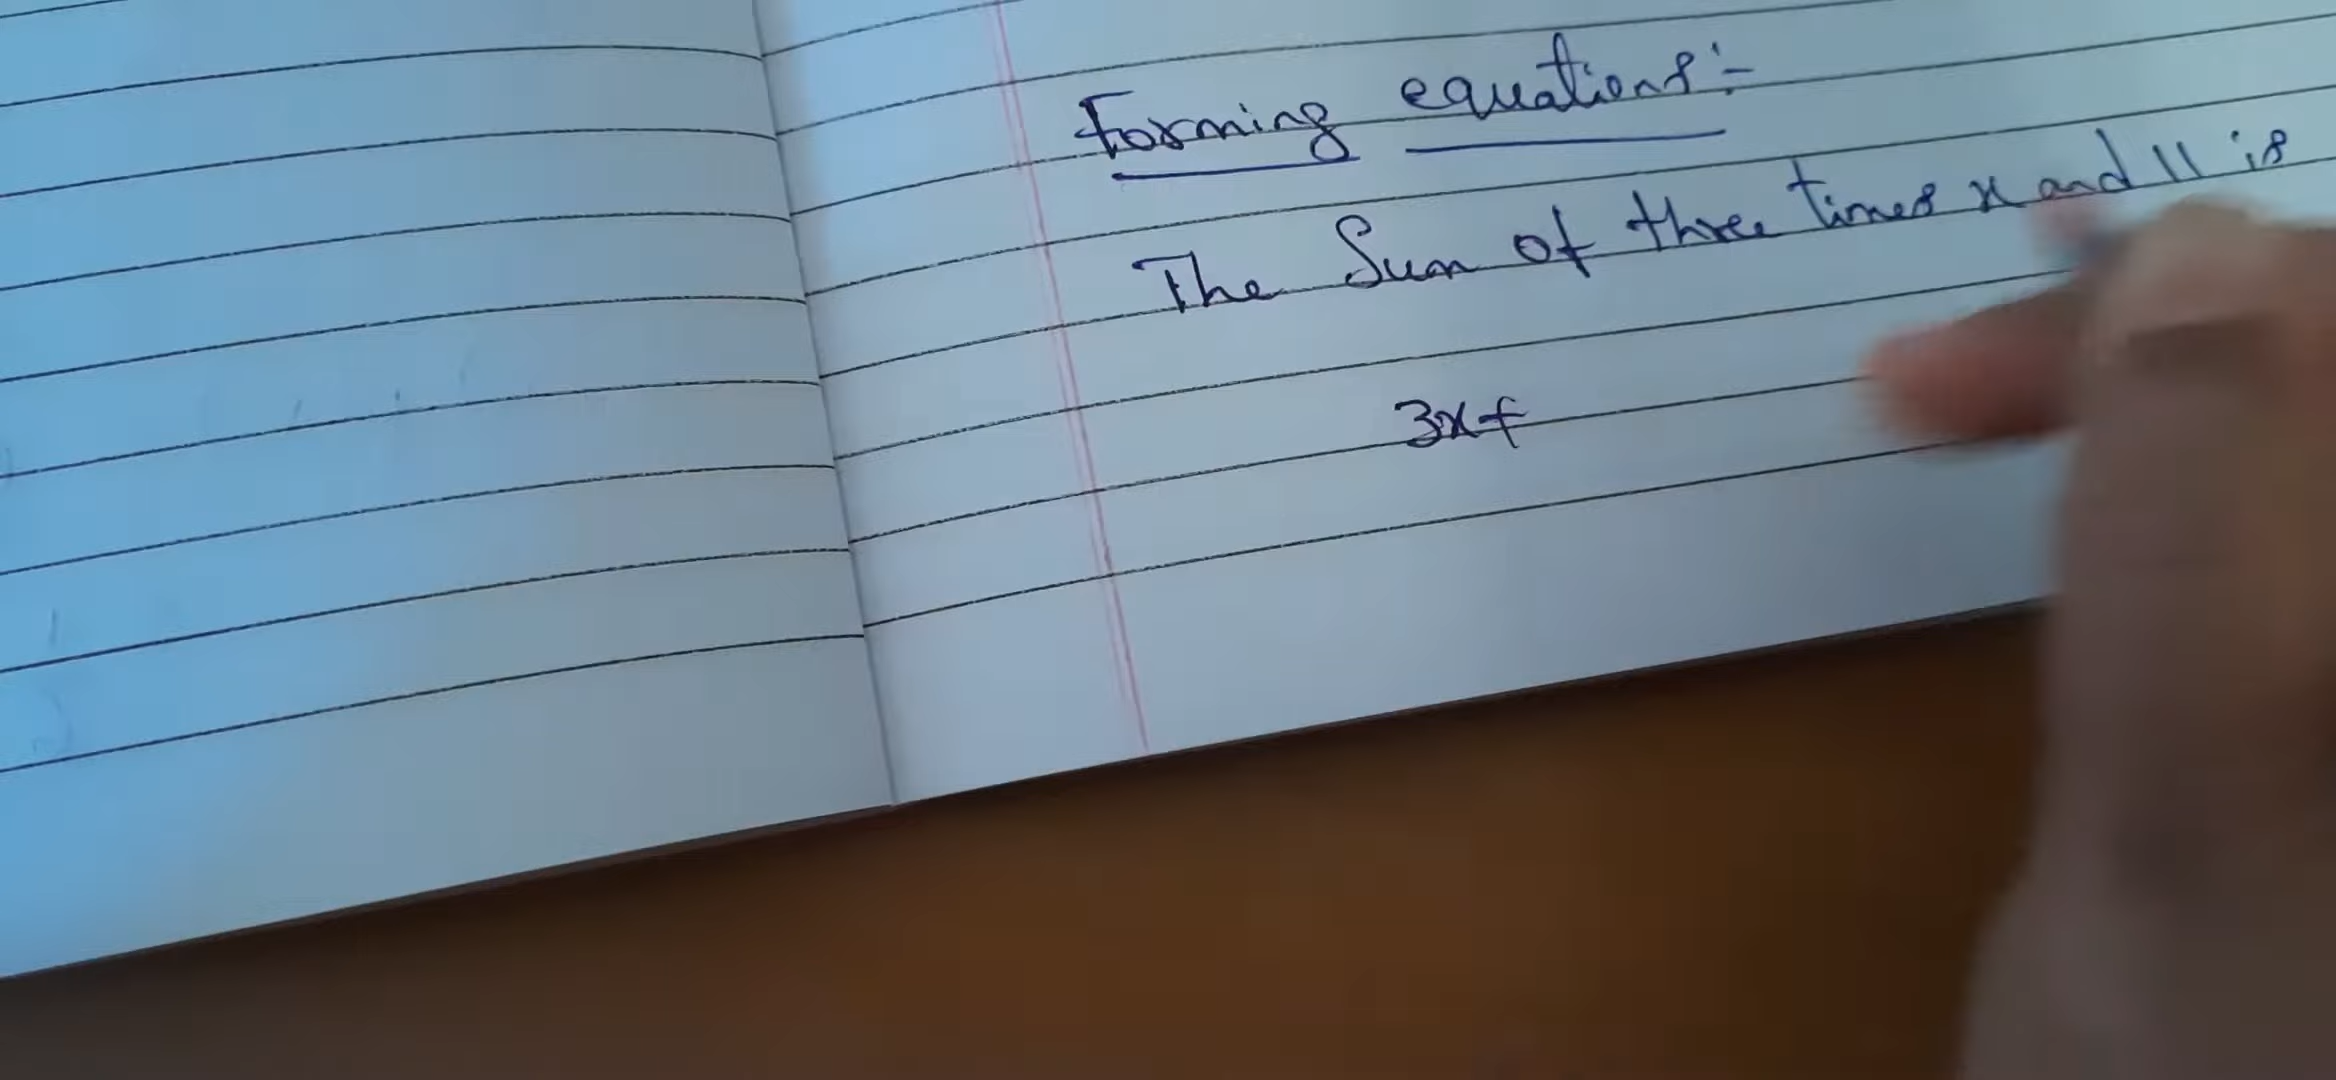 Forming equations:-
The Sum of three times x and 11 is
3x+